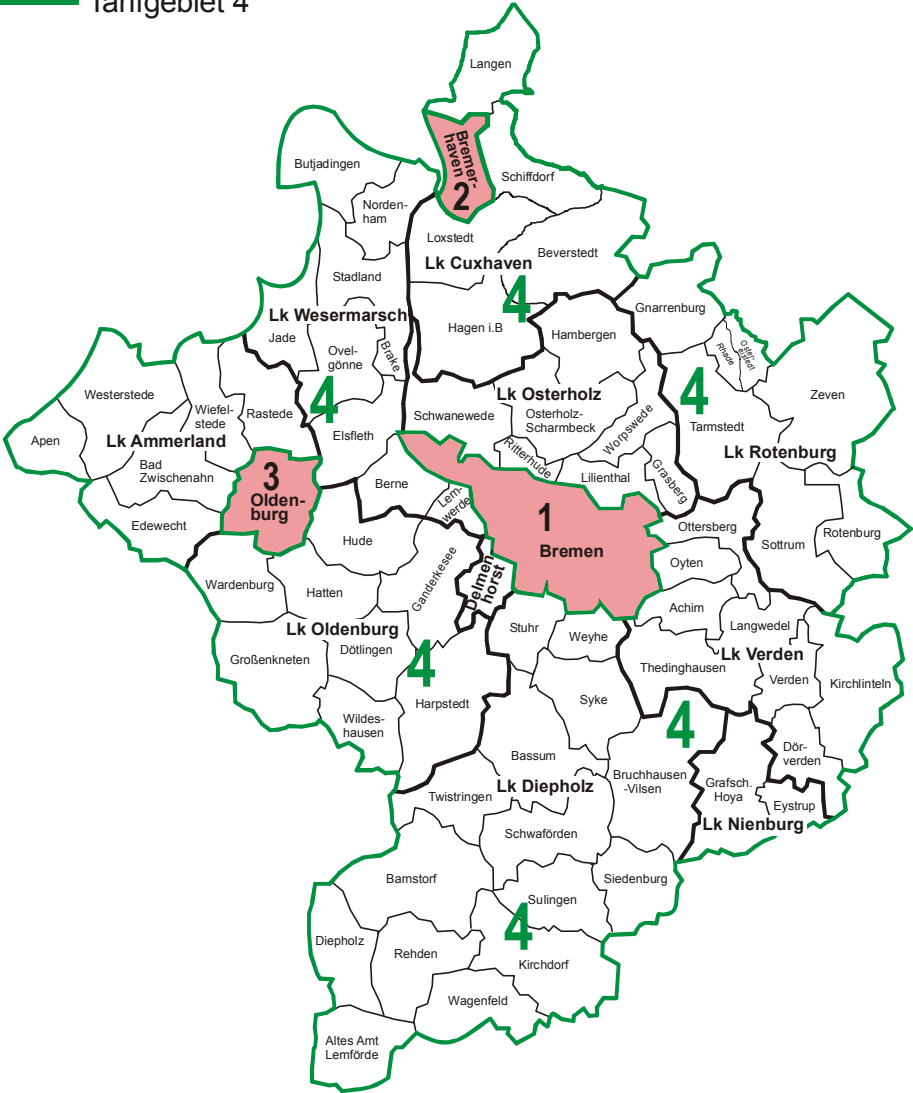 Tarifgebiet 4
Langen
Bremer-
haven
2
Schiffdorf
Butjadingen
Norden-
ham
Loxstedt
Beverstedt
Lk Cuxhaven
4
Stadland
Lk Wesermarsch
Jade
Ovel-
gönne
Brake
4
Hagen i.B
Hambergen
Gnarrenburg
Rhade
Oster-
eistedt
4
Zeven
Tarmstedt
Lk Rotenburg
Westerstede
Wiefel-
stede
Rastede
Apen
Lk Ammerland
Bad
Zwischenahn
Edewecht
Elsfleth
Lk Osterholz
Schwanewede
Osterholz-
Scharmbeck
Worpswede
Ritterhude
Lilienthal
Grasberg
3
Olden-
burg
Berne
Lem-
werder
1
Bremen
Ottersberg
Sottrum
Rotenburg
Oyten
Hude
Ganderkesee
Delmen-
horst
Wardenburg
Hatten
Achim
Langwedel
Lk Oldenburg
Dötlingen
4
Großenkneten
Stuhr
Weyhe
Thedinghausen
Lk Verden
Verden
Kirchlinteln
Wildes-
hausen
Harpstedt
Syke
4
Dör-
verden
Bassum
Bruchhausen
-Vilsen
Grafsch.
Hoya
Eystrup
Lk Nienburg
Lk Diepholz
Twistringen
Schwaförden
Barnstorf
Sulingen
Siedenburg
4
Diepholz
Rehden
Kirchdorf
Wagenfeld
Altes Amt
Lemförde